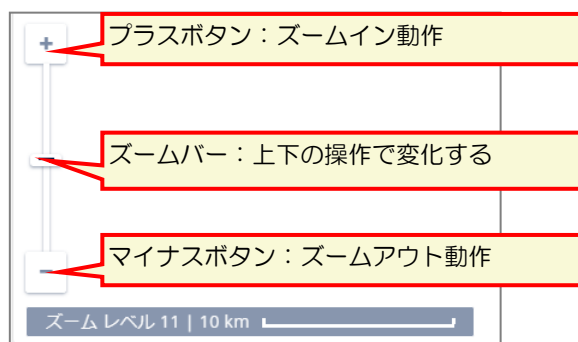 +
プラスボタン：ズームイン動作
ズームバー：上下の操作で変化する
マイナスボタン：ズームアウト動作
−
ズーム レベル 11 | 10 km